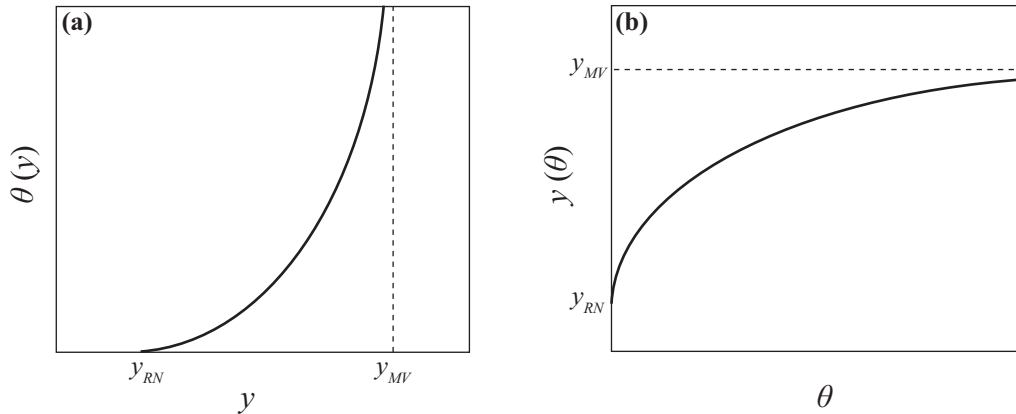 (a)
θ (y)
y_RN
y_MV
y
(b)
y_MV
y (θ)
y_RN
θ